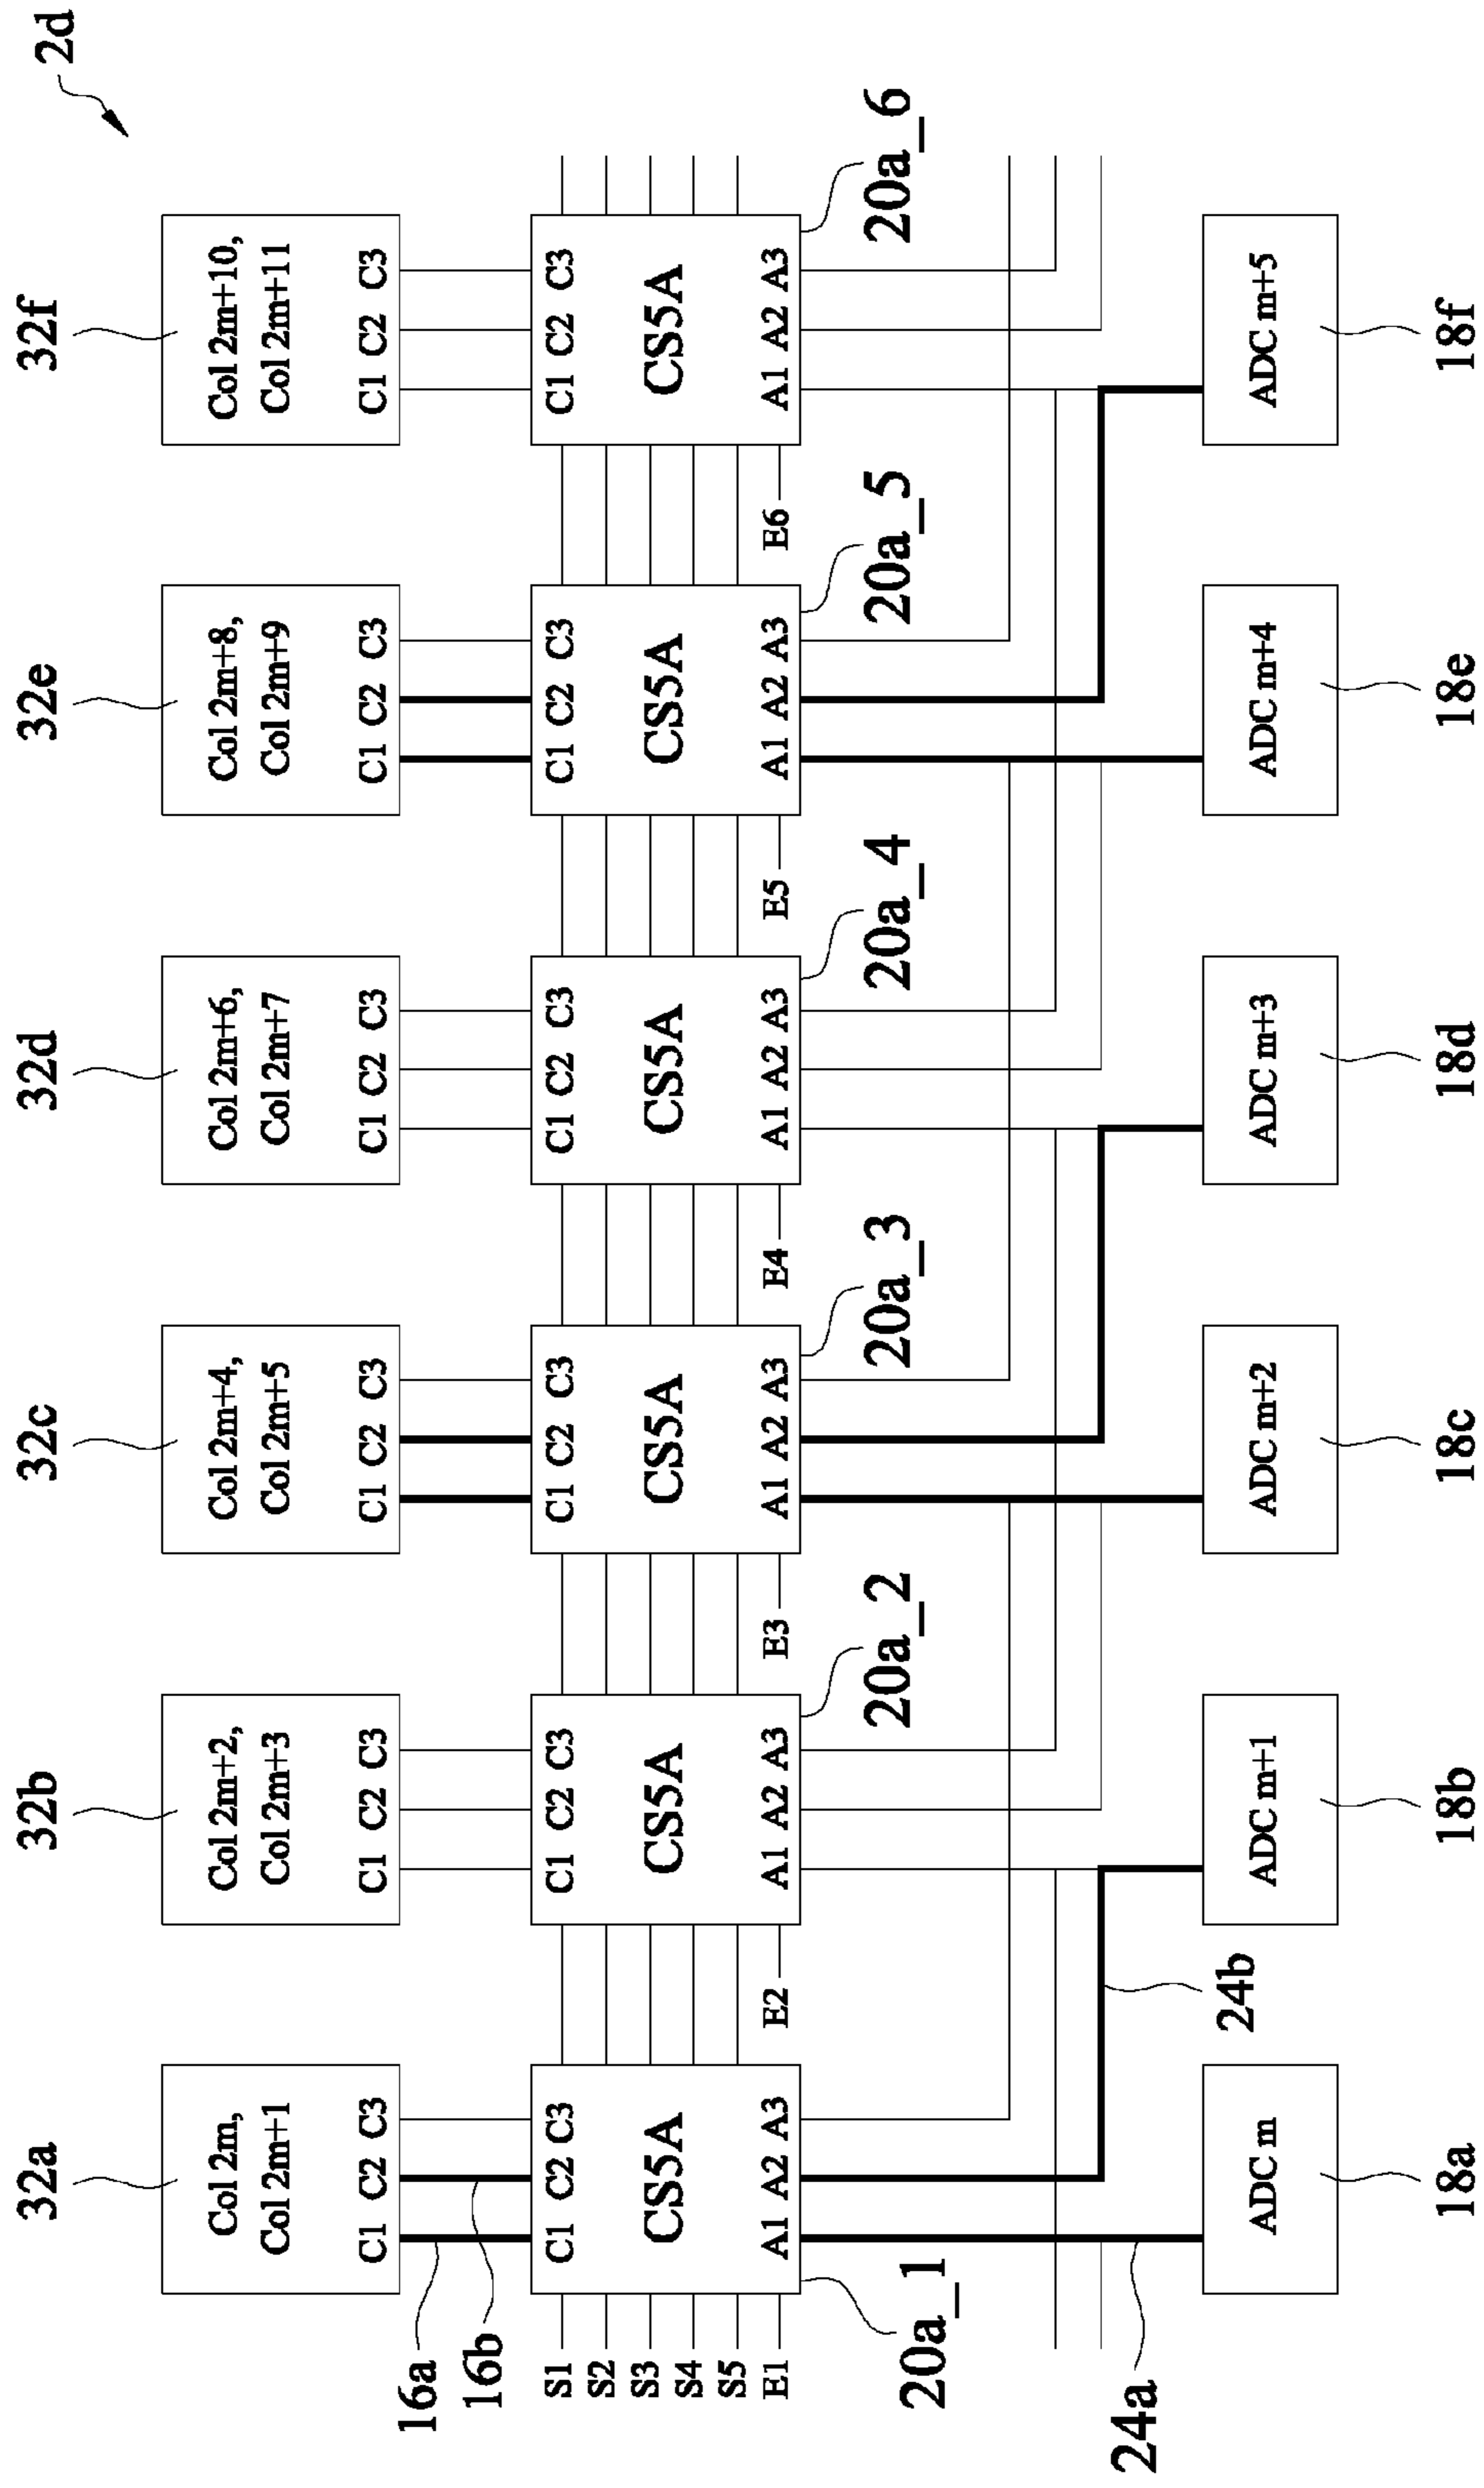 2d
32a
32b
32c
32d
32e
32f
Col 2m,
Col 2m+1
C1 C2 C3
Col 2m+2,
Col 2m+3
C1 C2 C3
Col 2m+4,
Col 2m+5
C1 C2 C3
Col 2m+6,
Col 2m+7
C1 C2 C3
Col 2m+8,
Col 2m+9
C1 C2 C3
Col 2m+10,
Col 2m+11
C1 C2 C3
16a
16b
S1
S2
S3
S4
S5
E1
C1 C2 C3
CS5A
A1 A2 A3
E2
C1 C2 C3
CS5A
A1 A2 A3
E3
C1 C2 C3
CS5A
A1 A2 A3
E4
C1 C2 C3
CS5A
A1 A2 A3
E5
C1 C2 C3
CS5A
A1 A2 A3
E6
C1 C2 C3
CS5A
A1 A2 A3
20a_1
20a_2
20a_3
20a_4
20a_5
20a_6
24a
24b
ADC m
ADC m+1
ADC m+2
ADC m+3
ADC m+4
ADC m+5
18a
18b
18c
18d
18e
18f